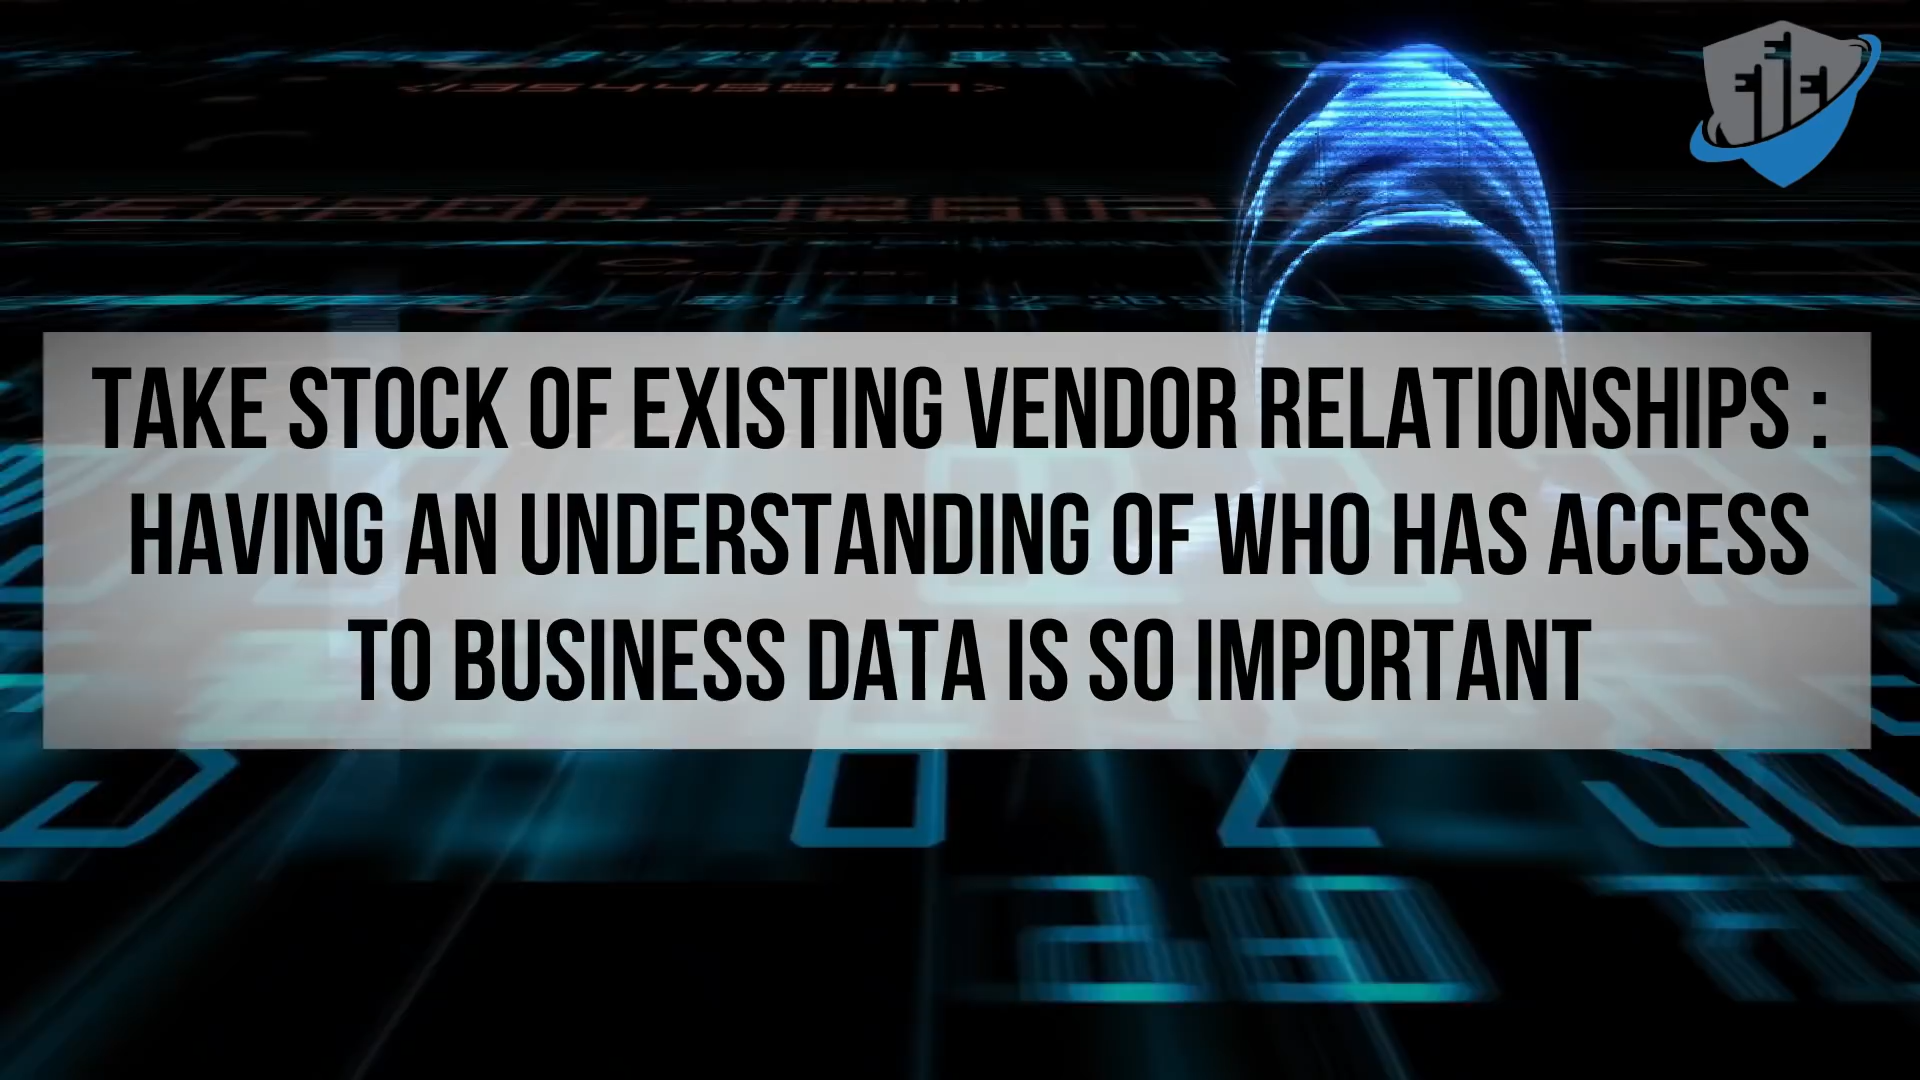 <135445547>
TAKE STOCK OF EXISTING VENDOR RELATIONSHIPS :
HAVING AN UNDERSTANDING OF WHO HAS ACCESS
TO BUSINESS DATA IS SO IMPORTANT